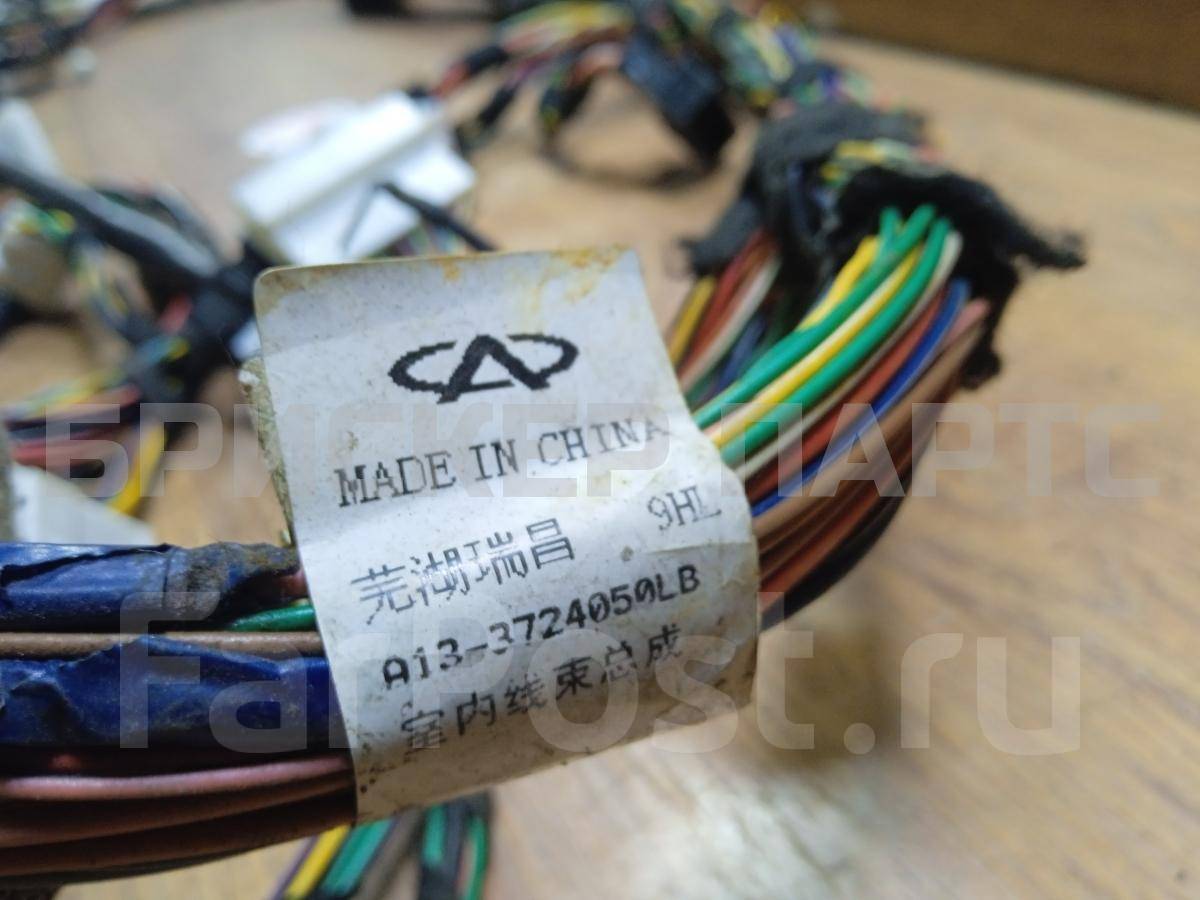 MADE IN CHINA
芜湖瑞昌 9HL
A13-3724050LB
室内线束总成
БРИСКЕР ПАРТС
FarPost.ru